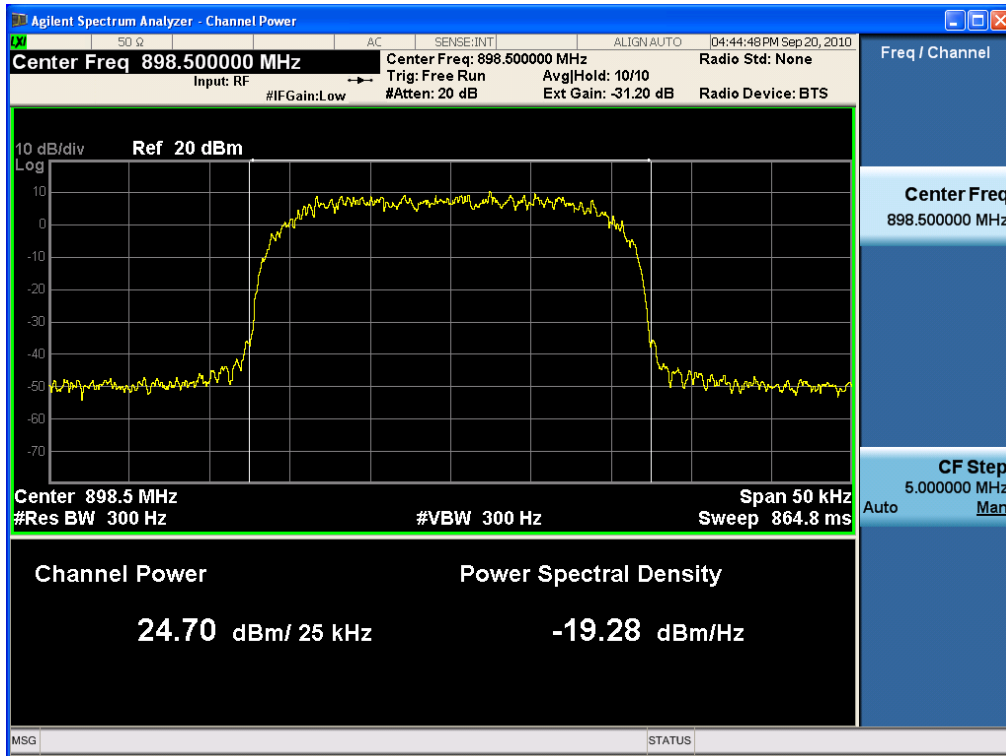 Agilent Spectrum Analyzer - Channel Power
LXI 50 Ω AC SENSE:INT ALIGN AUTO 04:44:48 PM Sep 20, 2010
Center Freq 898.500000 MHz
Input: RF
#IFGain:Low
Center Freq: 898.500000 MHz
Trig: Free Run Avg|Hold: 10/10
#Atten: 20 dB Ext Gain: -31.20 dB
Radio Std: None
Radio Device: BTS
Freq / Channel
10 dB/div Ref 20 dBm
Log
10
0
-10
-20
-30
-40
-50
-60
-70
Center Freq
898.500000 MHz
CF Step
5.000000 MHz
Auto Man
Center 898.5 MHz Span 50 kHz
#Res BW 300 Hz #VBW 300 Hz Sweep 864.8 ms
Channel Power Power Spectral Density
24.70 dBm/ 25 kHz -19.28 dBm/Hz
MSG STATUS